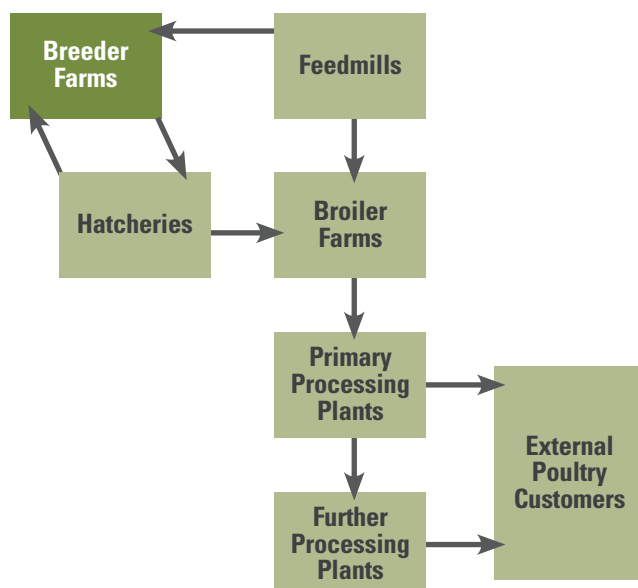 Breeder
Farms
Feedmills
Hatcheries
Broiler
Farms
Primary
Processing
Plants
External
Poultry
Customers
Further
Processing
Plants